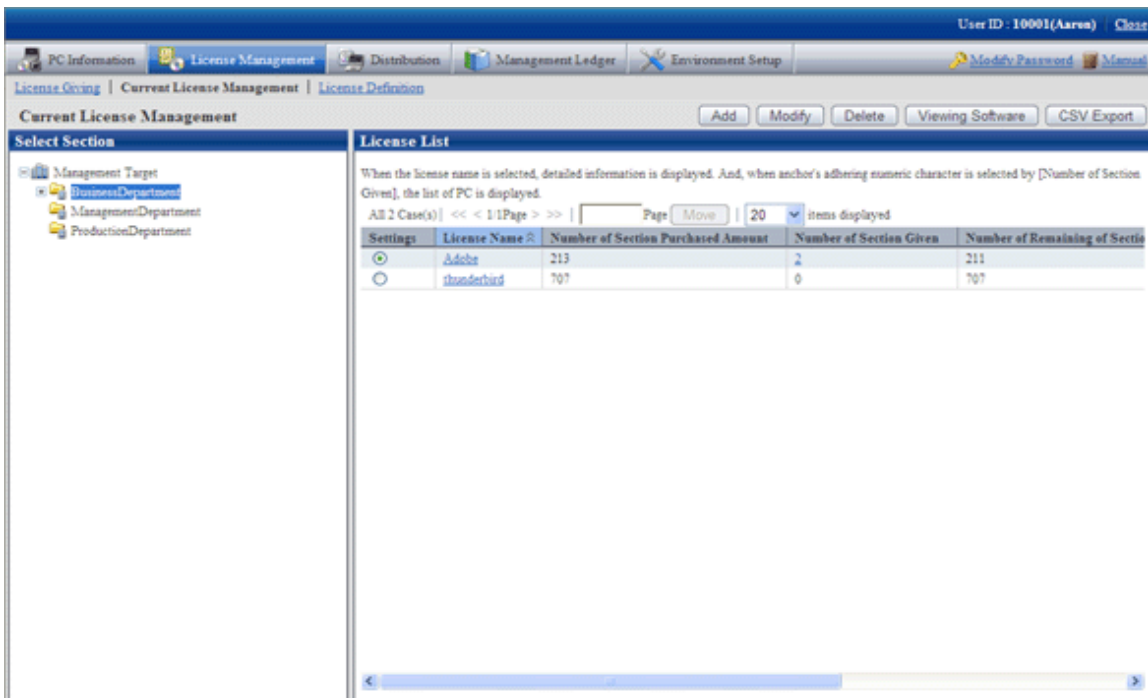 User ID : 10001(Aaron) Close
PC Information License Management Distribution Management Ledger Environment Setup Modify Password Manual
License Giving | Current License Management | License Definition
Current License Management Add Modify Delete Viewing Software CSV Export
Select Section
Management Target
BusinessDepartment
ManagementDepartment
ProductionDepartment
License List
When the license name is selected, detailed information is displayed. And, when anchor's adhering numeric character is selected by [Number of Section
Given], the list of PC is displayed.
All 2 Case(s)| << < 1/1Page > >> | Page Move | 20 items displayed
Settings License Name Number of Section Purchased Amount Number of Section Given Number of Remaining of Sectio
Adobe 213 2 211
thunderbird 707 0 707